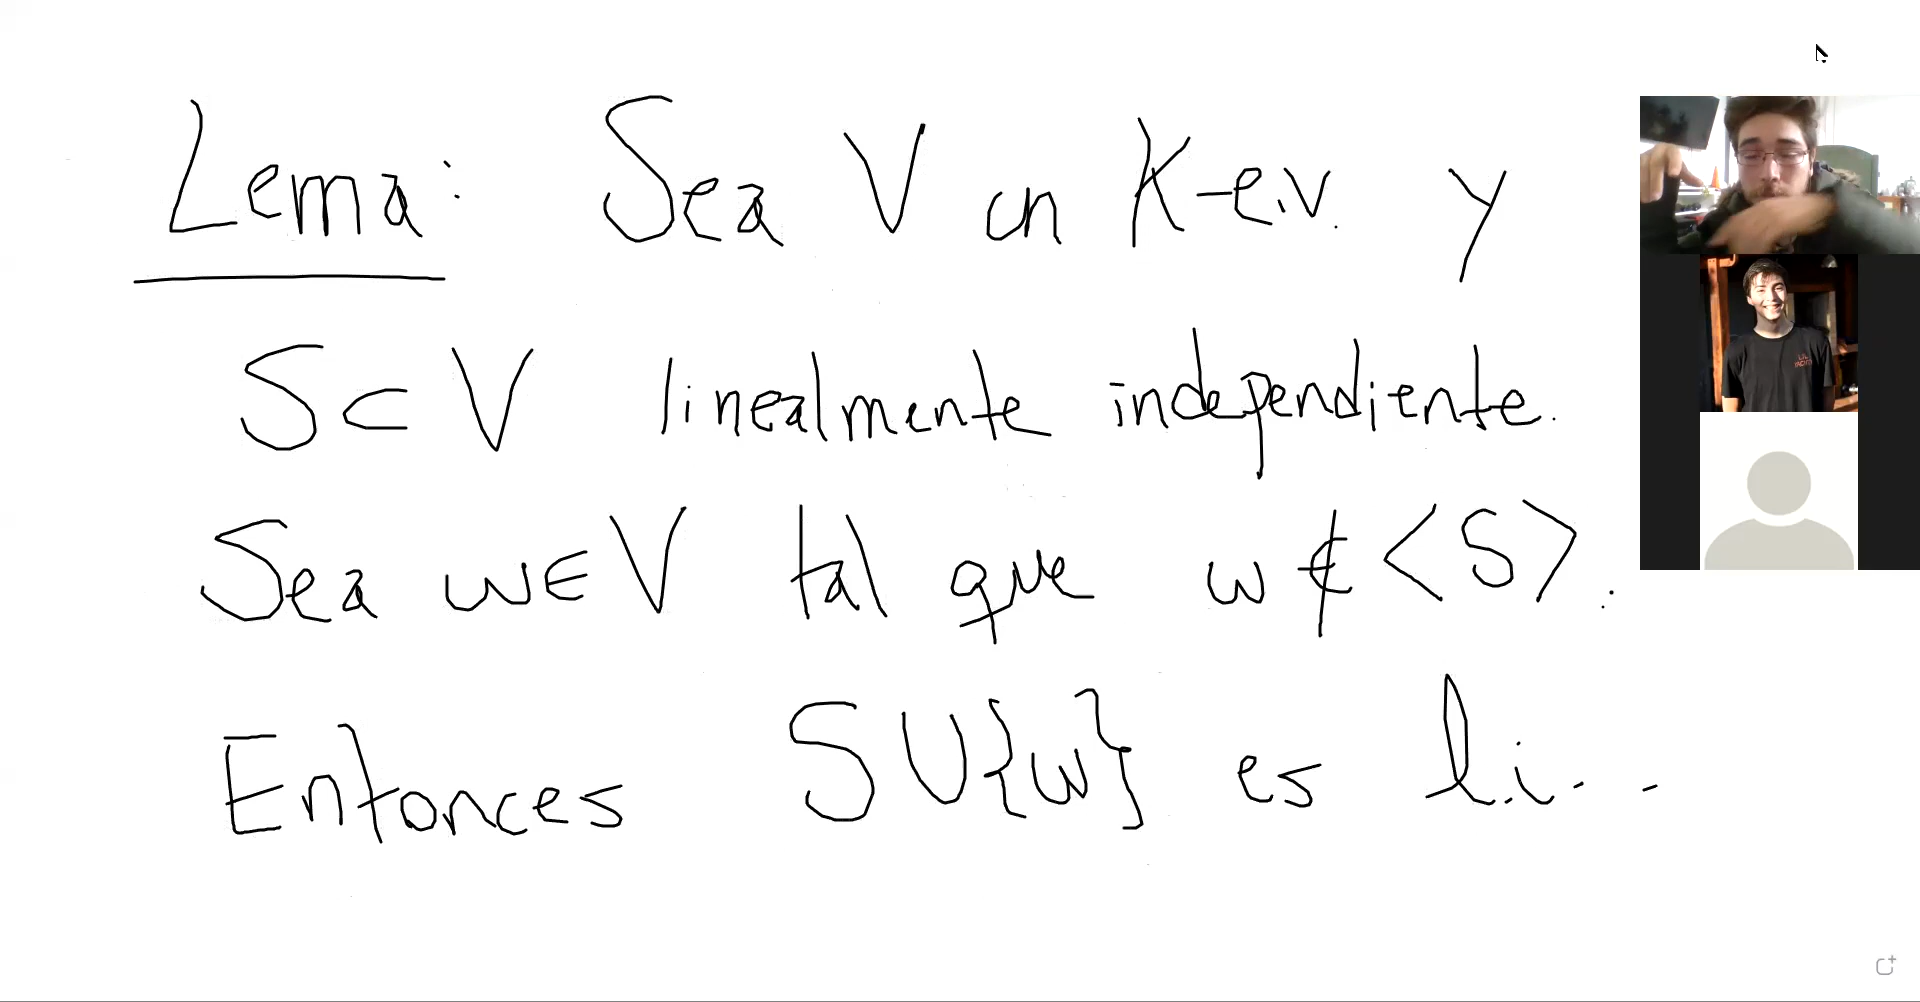 Lema: Sea V un K-e.v. y
S ⊂ V linealmente independiente.
Sea w ∈ V tal que w ∉ <S>.
Entonces S ∪ {w} es l.i..